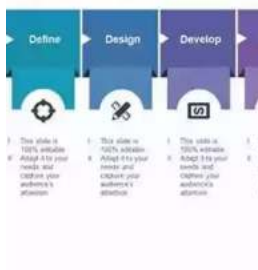 Define Design Develop
This slide is
100% editable
Adapt it to your
needs and
capture your
audience's
attention
This slide is
100% editable
Adapt it to your
needs and
capture your
audience's
attention
This slide is
100% editable
Adapt it to your
needs and
capture your
audience's
attention